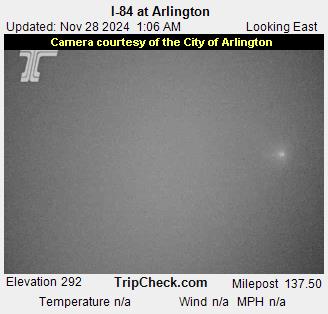 I-84 at Arlington
Updated: Nov 28 2024 1:06 AM Looking East
Camera courtesy of the City of Arlington
Elevation 292 TripCheck.com Milepost 137.50
Temperature n/a Wind n/a MPH n/a